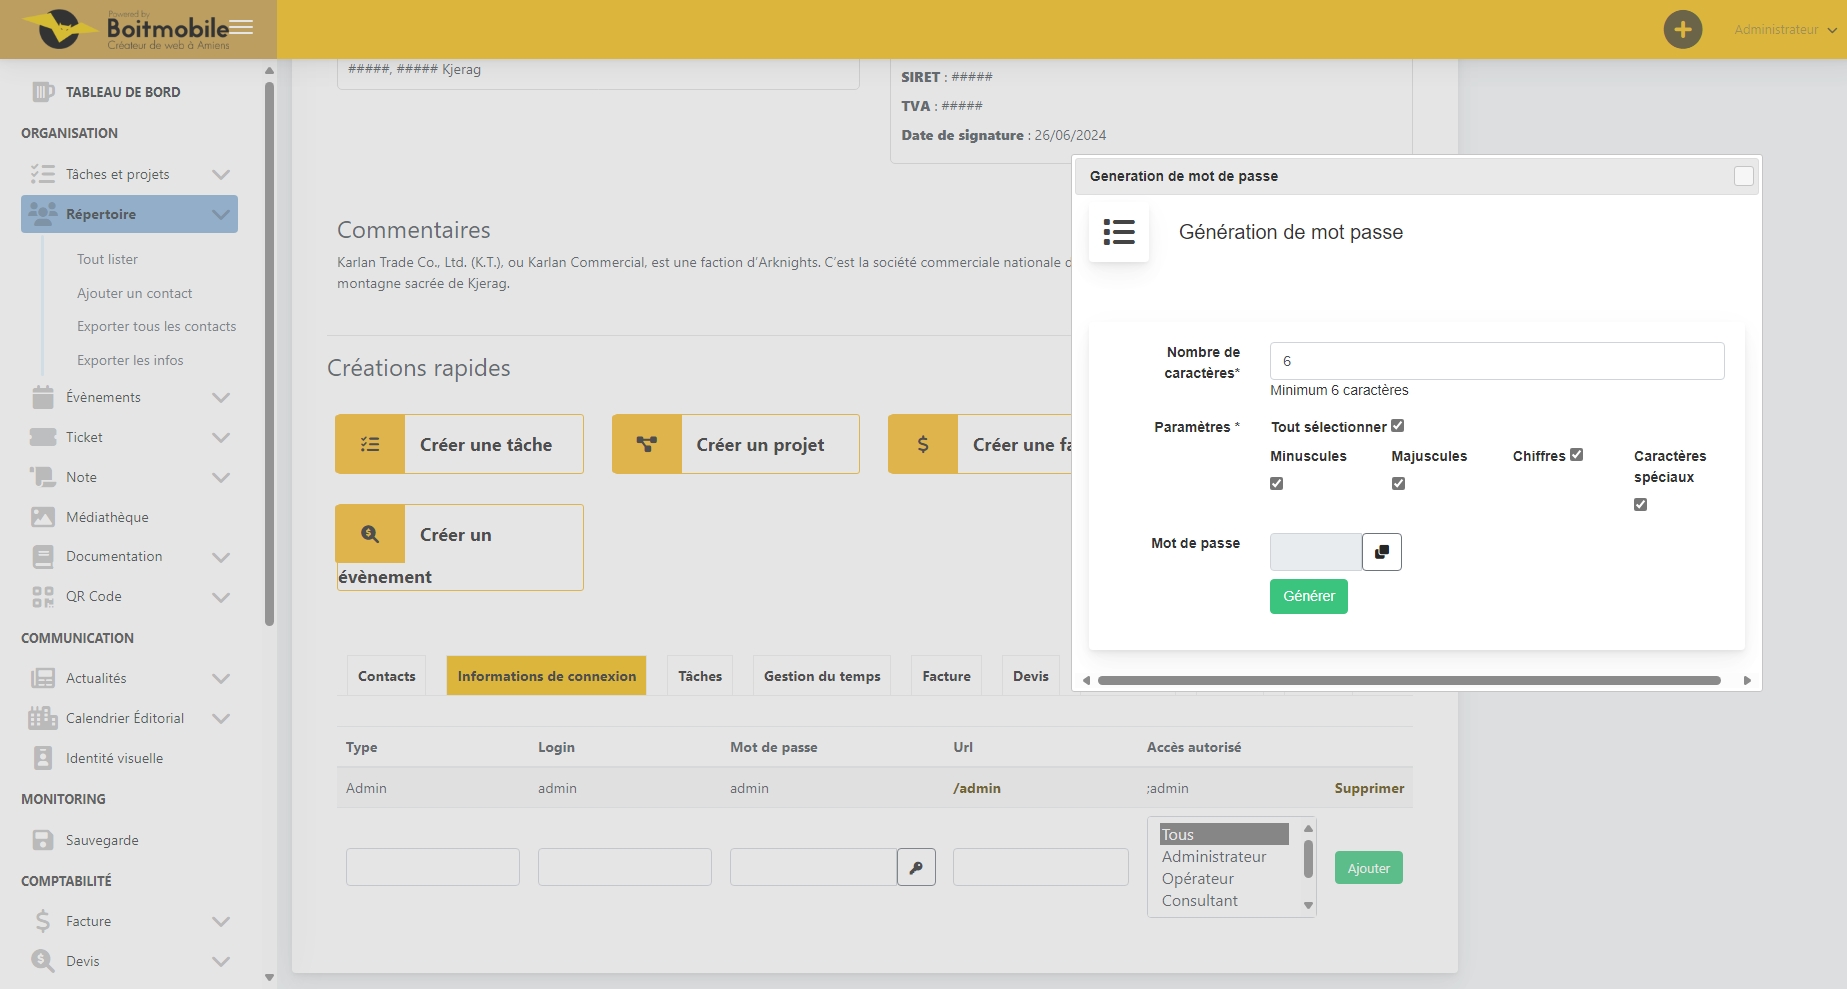 Powered by
Boitmobile
Créateur de web à Amiens
Administrateur
TABLEAU DE BORD
ORGANISATION
Tâches et projets
Répertoire
Tout lister
Ajouter un contact
Exporter tous les contacts
Exporter les infos
Évènements
Ticket
Note
Médiathèque
Documentation
QR Code
COMMUNICATION
Actualités
Calendrier Éditorial
Identité visuelle
MONITORING
Sauvegarde
COMPTABILITÉ
Facture
Devis
#####, ##### Kjerag
SIRET : #####
TVA : #####
Date de signature : 26/06/2024
Commentaires
Karlan Trade Co., Ltd. (K.T.), ou Karlan Commercial, est une faction d'Arknights. C'est la société commerciale nationale
montagne sacrée de Kjerag.
Créations rapides
Créer une tâche
Créer un projet
Créer une fa
Créer un
évènement
Contacts
Informations de connexion
Tâches
Gestion du temps
Facture
Devis
Type Login Mot de passe Url Accès autorisé
Admin admin admin /admin ;admin Supprimer
Tous
Administrateur
Opérateur
Consultant
Ajouter
Generation de mot de passe
Génération de mot passe
Nombre de
caractères*
6
Minimum 6 caractères
Paramètres *
Tout sélectionner
Minuscules
Majuscules
Chiffres
Caractères
spéciaux
Mot de passe
Générer